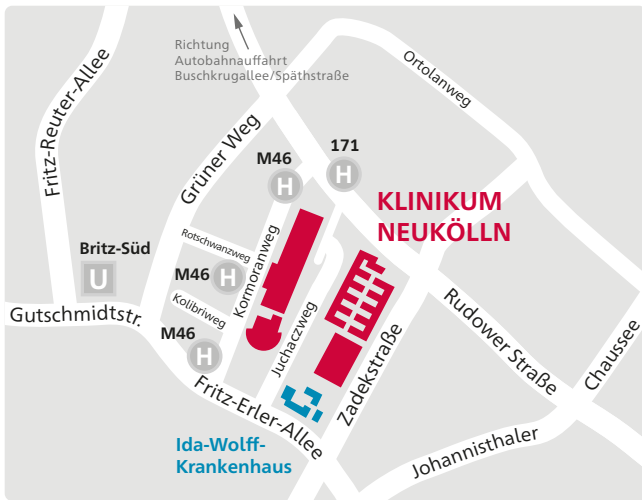 Richtung
Autobahnauffahrt
Buschkrugallee/Späthstraße
Ortolanweg
Fritz-Reuter-Allee
Grüner Weg
171
H
M46
H
KLINIKUM
NEUKÖLLN
Rotschwanzweg
Kormoranweg
Britz-Süd
U
M46
H
Kolibriweg
Gutschmidtstr.
Juchaczweg
Rudower Straße
Chaussee
M46
H
Zadekstraße
Fritz-Erler-Allee
Johannisthaler
Ida-Wolff-
Krankenhaus